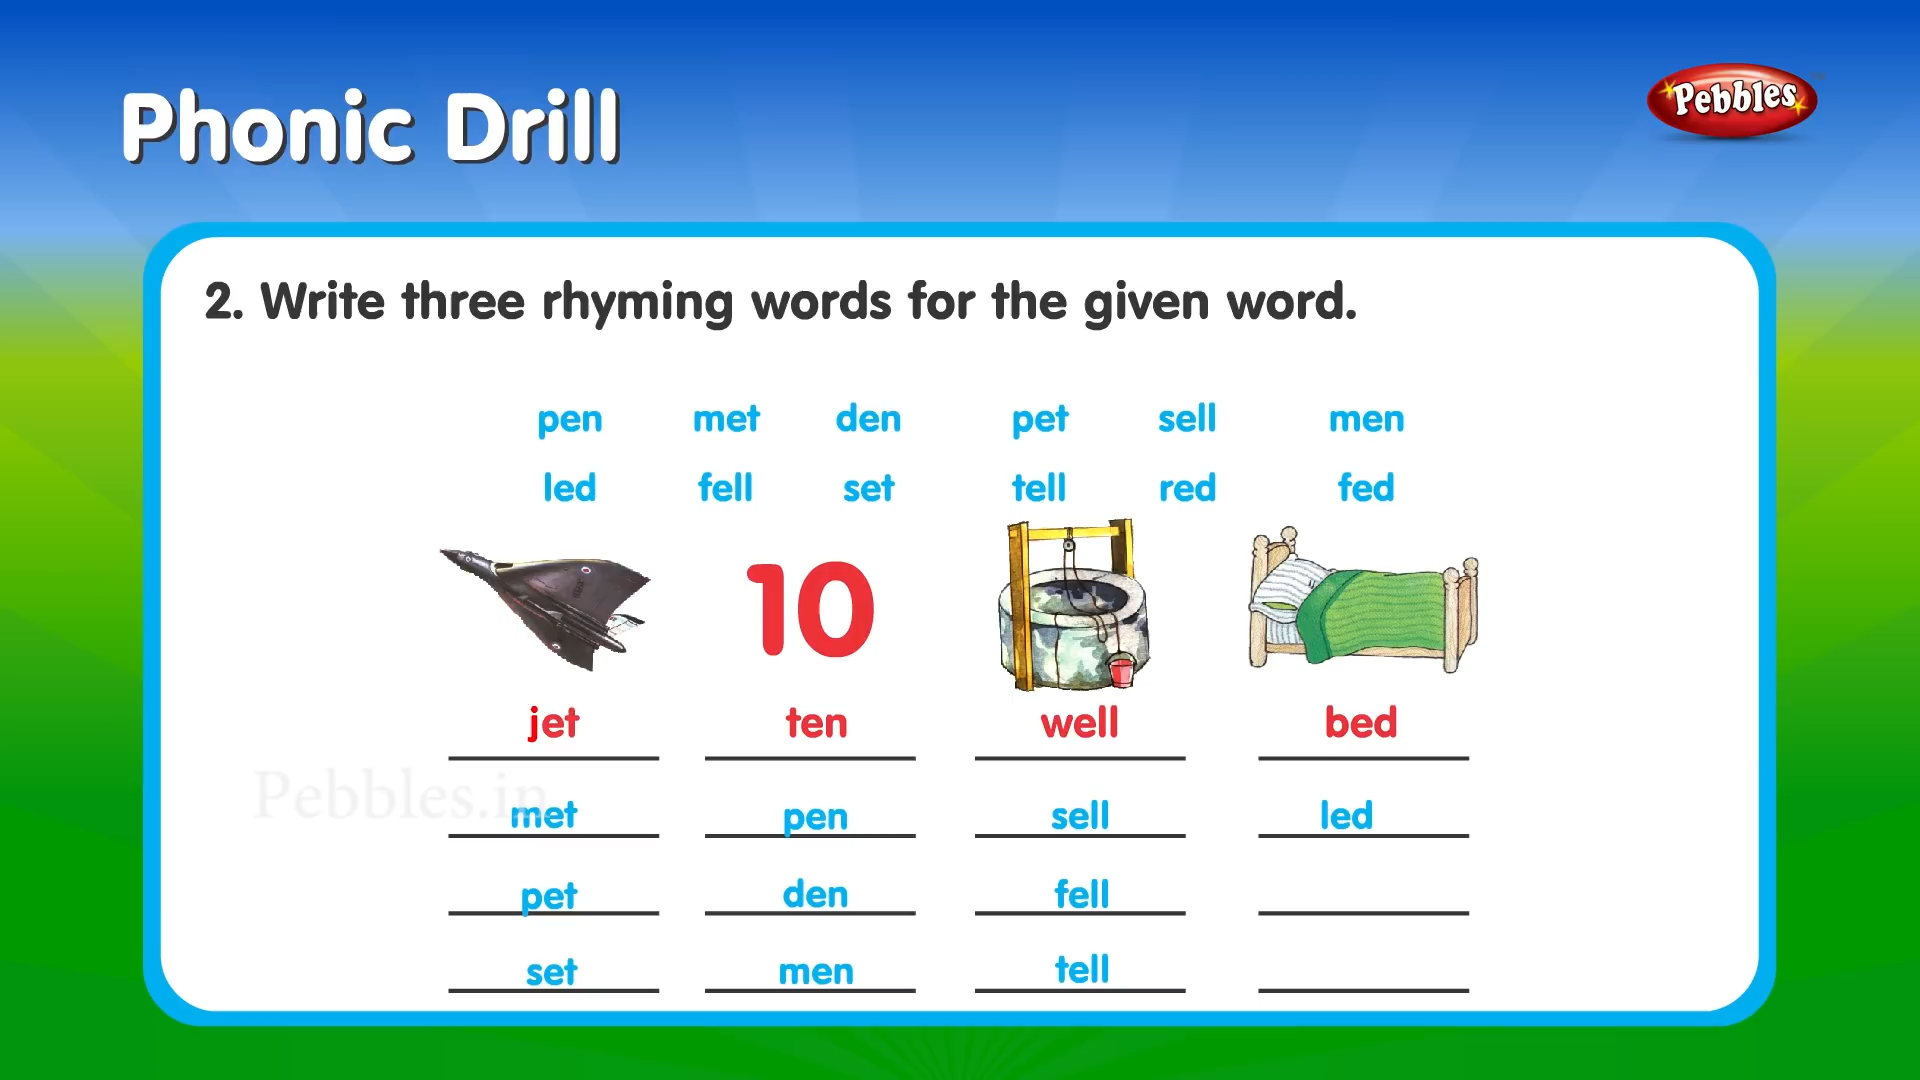 Phonic Drill
Pebbles
2. Write three rhyming words for the given word.
pen met den pet sell men
led fell set tell red fed
10
jet ten well bed
Pebbles.in
met pen sell led
pet den fell
set men tell